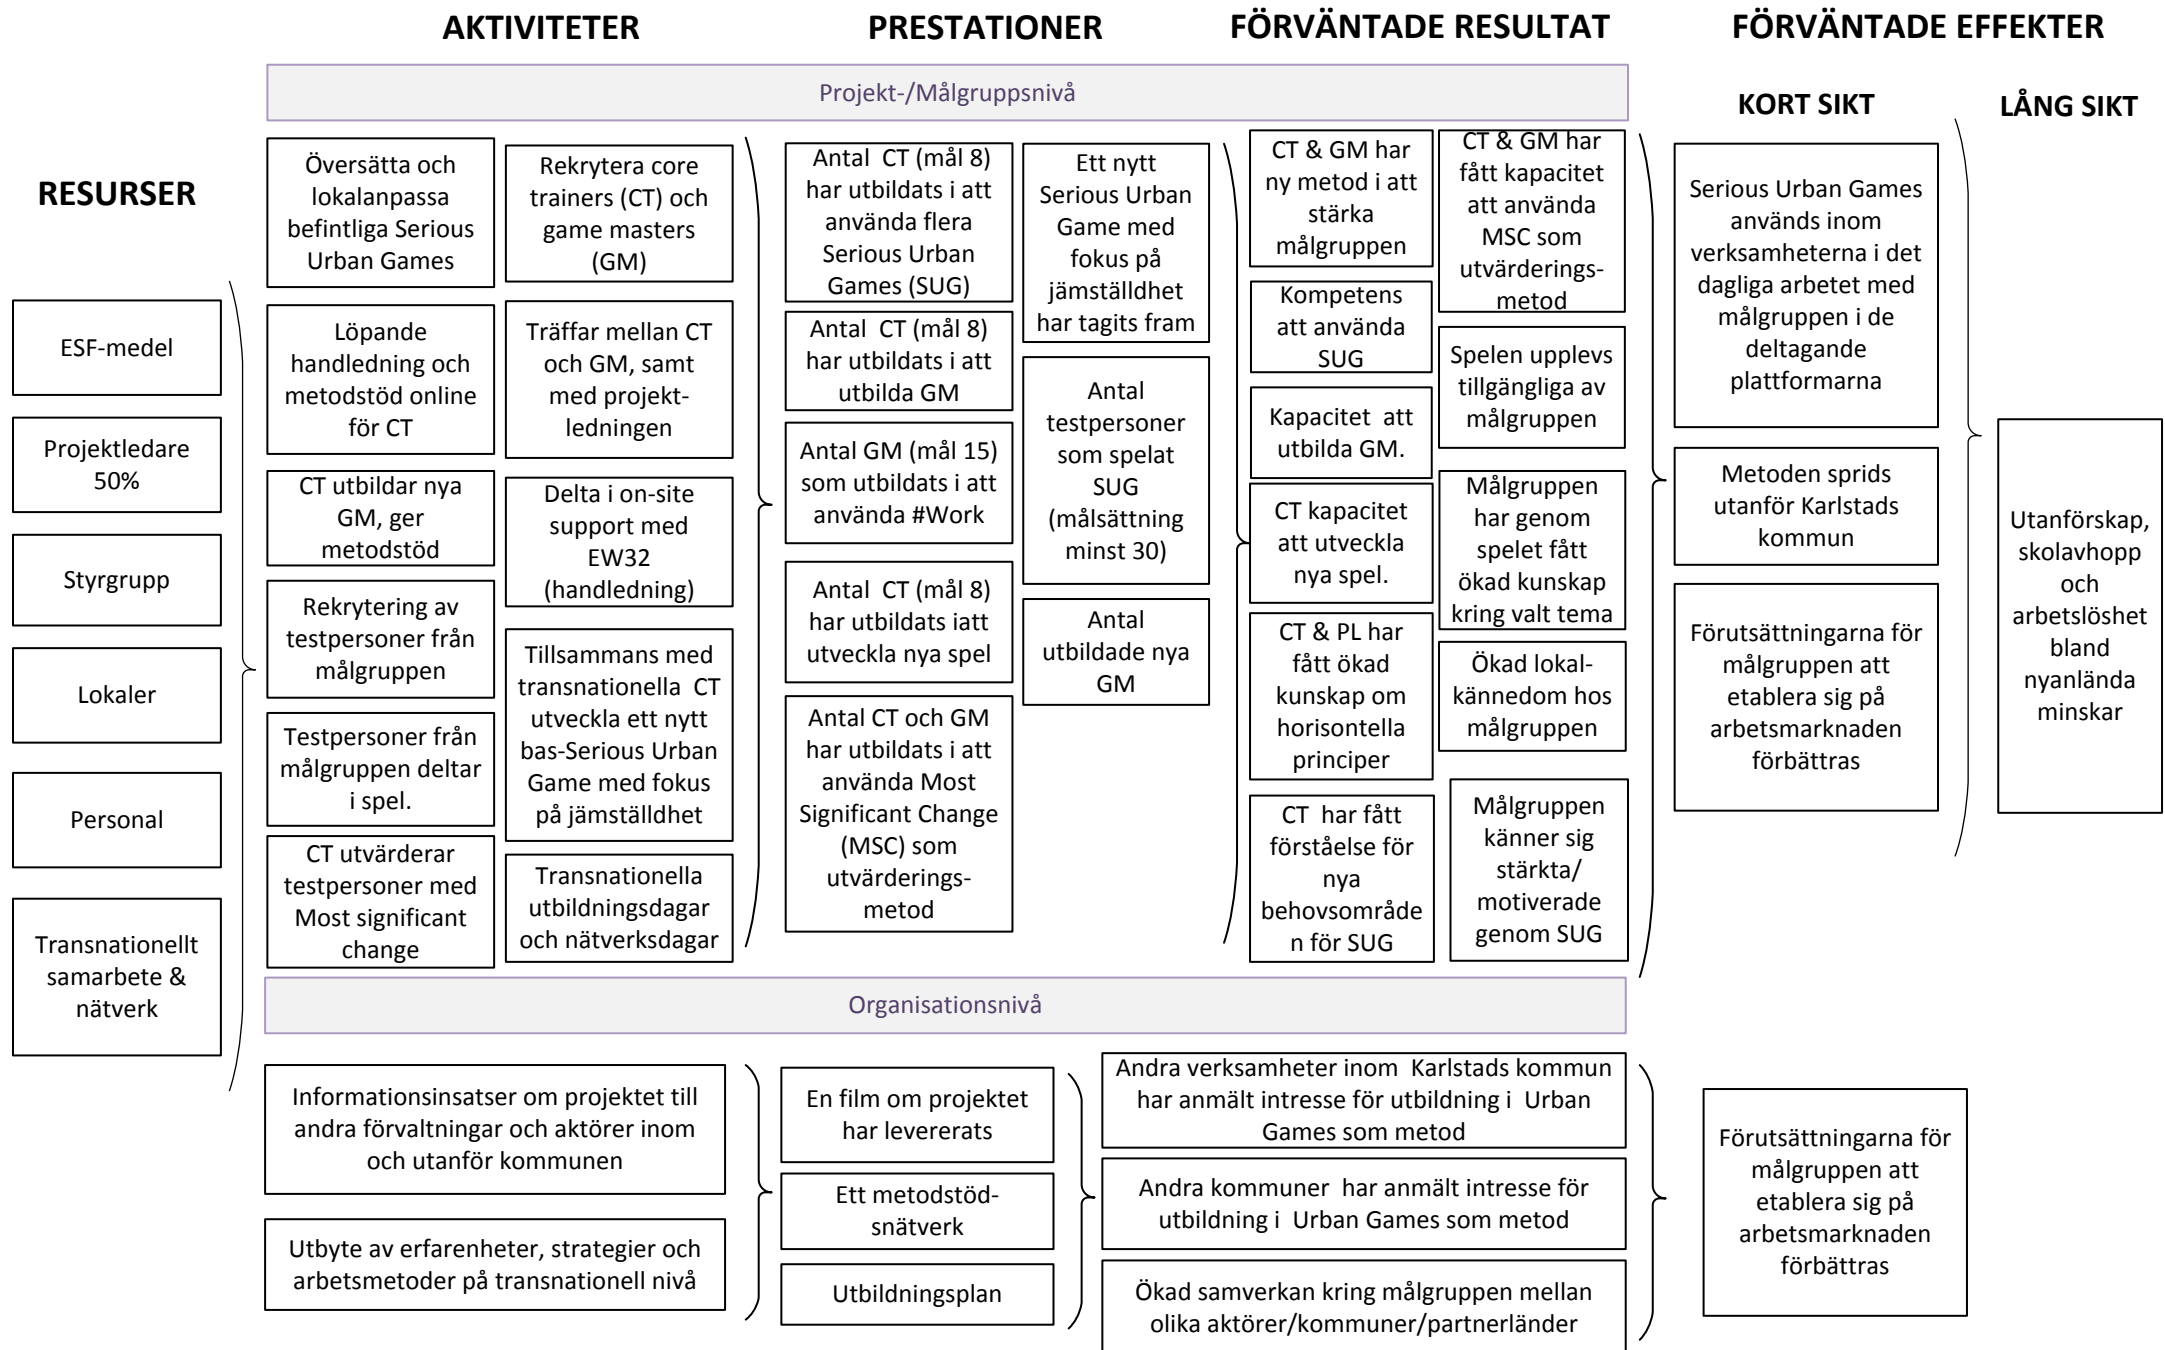 AKTIVITETER
PRESTATIONER
FÖRVÄNTADE RESULTAT
FÖRVÄNTADE EFFEKTER
Projekt-/Målgruppsnivå
KORT SIKT
LÅNG SIKT
RESURSER
ESF-medel
Projektledare
50%
Styrgrupp
Lokaler
Personal
Transnationellt
samarbete &
nätverk
Översätta och
lokalanpassa
befintliga Serious
Urban Games
Löpande
handledning och
metodstöd online
för CT
CT utbildar nya
GM, ger
metodstöd
Rekrytering av
testpersoner från
målgruppen
Testpersoner från
målgruppen deltar
i spel.
CT utvärderar
testpersoner med
Most significant
change
Rekrytera core
trainers (CT) och
game masters
(GM)
Träffar mellan CT
och GM, samt
med projekt-
ledningen
Delta i on-site
support med
EW32
(handledning)
Tillsammans med
transnationella CT
utveckla ett nytt
bas-Serious Urban
Game med fokus
på jämställdhet
Transnationella
utbildningsdagar
och nätverksdagar
Antal CT (mål 8)
har utbildats i att
använda flera
Serious Urban
Games (SUG)
Antal CT (mål 8)
har utbildats i att
utbilda GM
Antal GM (mål 15)
som utbildats i att
använda #Work
Antal CT (mål 8)
har utbildats iatt
utveckla nya spel
Antal CT och GM
har utbildats i att
använda Most
Significant Change
(MSC) som
utvärderings-
metod
Ett nytt
Serious Urban
Game med
fokus på
jämställdhet
har tagits fram
Antal
testpersoner
som spelat
SUG
(målsättning
minst 30)
Antal
utbildade nya
GM
CT & GM har
ny metod i att
stärka
målgruppen
Kompetens
att använda
SUG
Kapacitet att
utbilda GM.
CT kapacitet
att utveckla
nya spel.
CT & PL har
fått ökad
kunskap om
horisontella
principer
CT har fått
förståelse för
nya
behovsområde
n för SUG
CT & GM har
fått kapacitet
att använda
MSC som
utvärderings-
metod
Spelen upplevs
tillgängliga av
målgruppen
Målgruppen
har genom
spelet fått
ökad kunskap
kring valt tema
Ökad lokal-
kännedom hos
målgruppen
Målgruppen
känner sig
stärkta/
motiverade
genom SUG
Serious Urban Games
används inom
verksamheterna i det
dagliga arbetet med
målgruppen i de
deltagande
plattformarna
Metoden sprids
utanför Karlstads
kommun
Förutsättningarna för
målgruppen att
etablera sig på
arbetsmarknaden
förbättras
Utanförskap,
skolavhopp
och
arbetslöshet
bland
nyanlända
minskar
Organisationsnivå
Informationsinsatser om projektet till
andra förvaltningar och aktörer inom
och utanför kommunen
Utbyte av erfarenheter, strategier och
arbetsmetoder på transnationell nivå
En film om projektet
har levererats
Ett metodstöd-
snätverk
Utbildningsplan
Andra verksamheter inom Karlstads kommun
har anmält intresse för utbildning i Urban
Games som metod
Andra kommuner har anmält intresse för
utbildning i Urban Games som metod
Ökad samverkan kring målgruppen mellan
olika aktörer/kommuner/partnerländer
Förutsättningarna för
målgruppen att
etablera sig på
arbetsmarknaden
förbättras